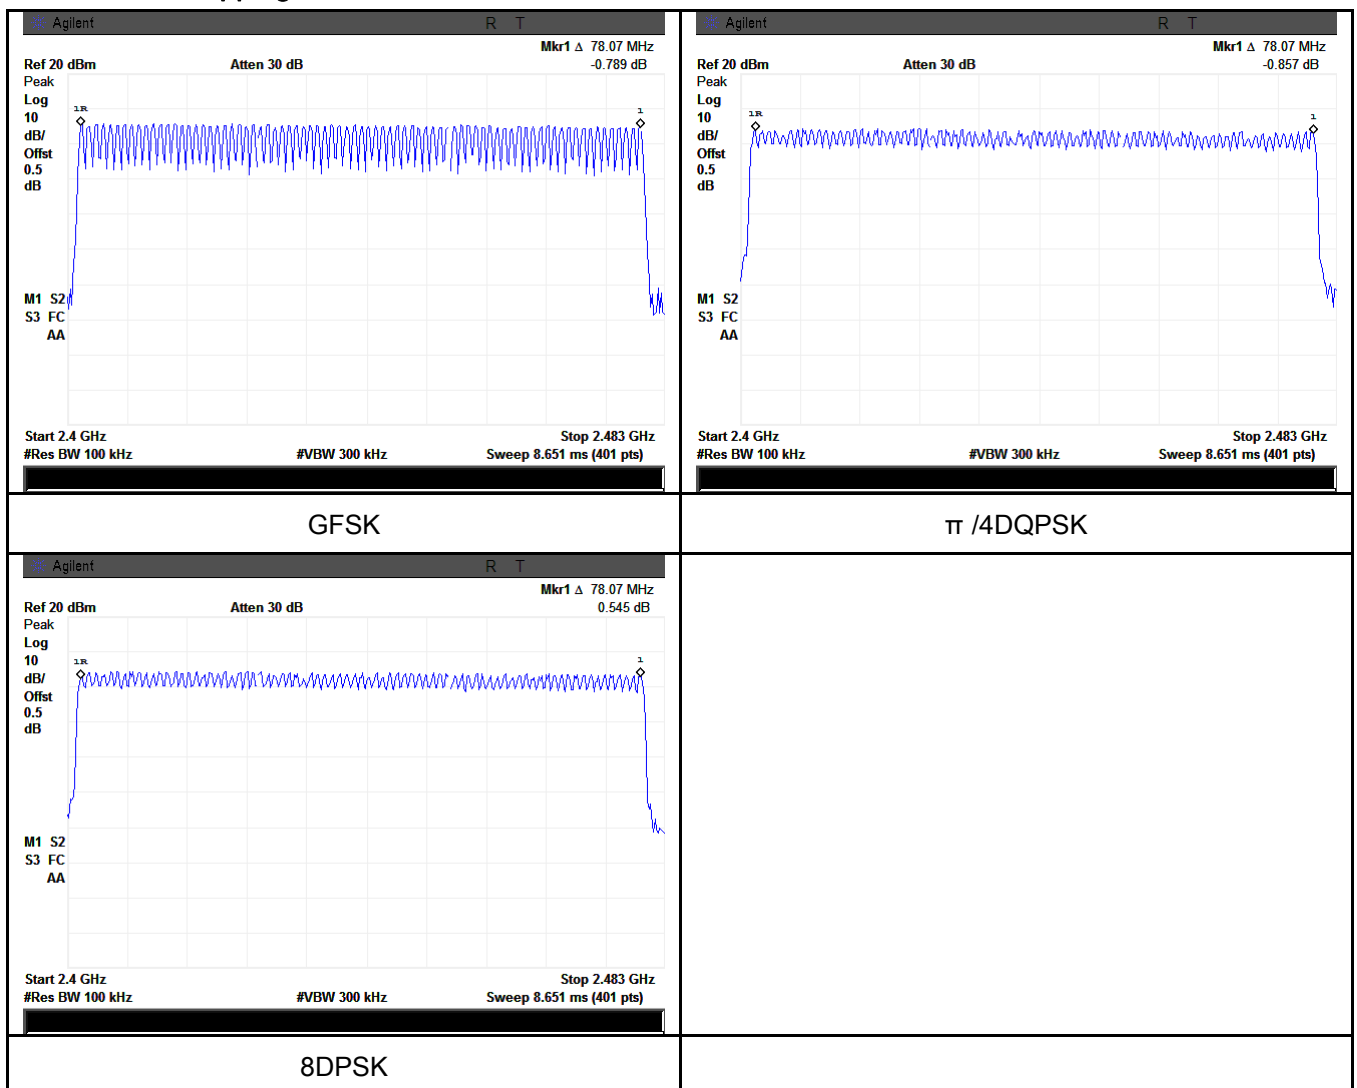 Agilent R T
Mkr1 Δ 78.07 MHz
Ref 20 dBm Atten 30 dB -0.789 dB
Peak
Log
10
dB/
Offst
0.5
dB
1R
1
M1 S2
S3 FC
AA
Start 2.4 GHz Stop 2.483 GHz
#Res BW 100 kHz #VBW 300 kHz Sweep 8.651 ms (401 pts)
GFSK
Agilent R T
Mkr1 Δ 78.07 MHz
Ref 20 dBm Atten 30 dB -0.857 dB
Peak
Log
10
dB/
Offst
0.5
dB
1R
1
M1 S2
S3 FC
AA
Start 2.4 GHz Stop 2.483 GHz
#Res BW 100 kHz #VBW 300 kHz Sweep 8.651 ms (401 pts)
π /4DQPSK
Agilent R T
Mkr1 Δ 78.07 MHz
Ref 20 dBm Atten 30 dB 0.545 dB
Peak
Log
10
dB/
Offst
0.5
dB
1R
1
M1 S2
S3 FC
AA
Start 2.4 GHz Stop 2.483 GHz
#Res BW 100 kHz #VBW 300 kHz Sweep 8.651 ms (401 pts)
8DPSK